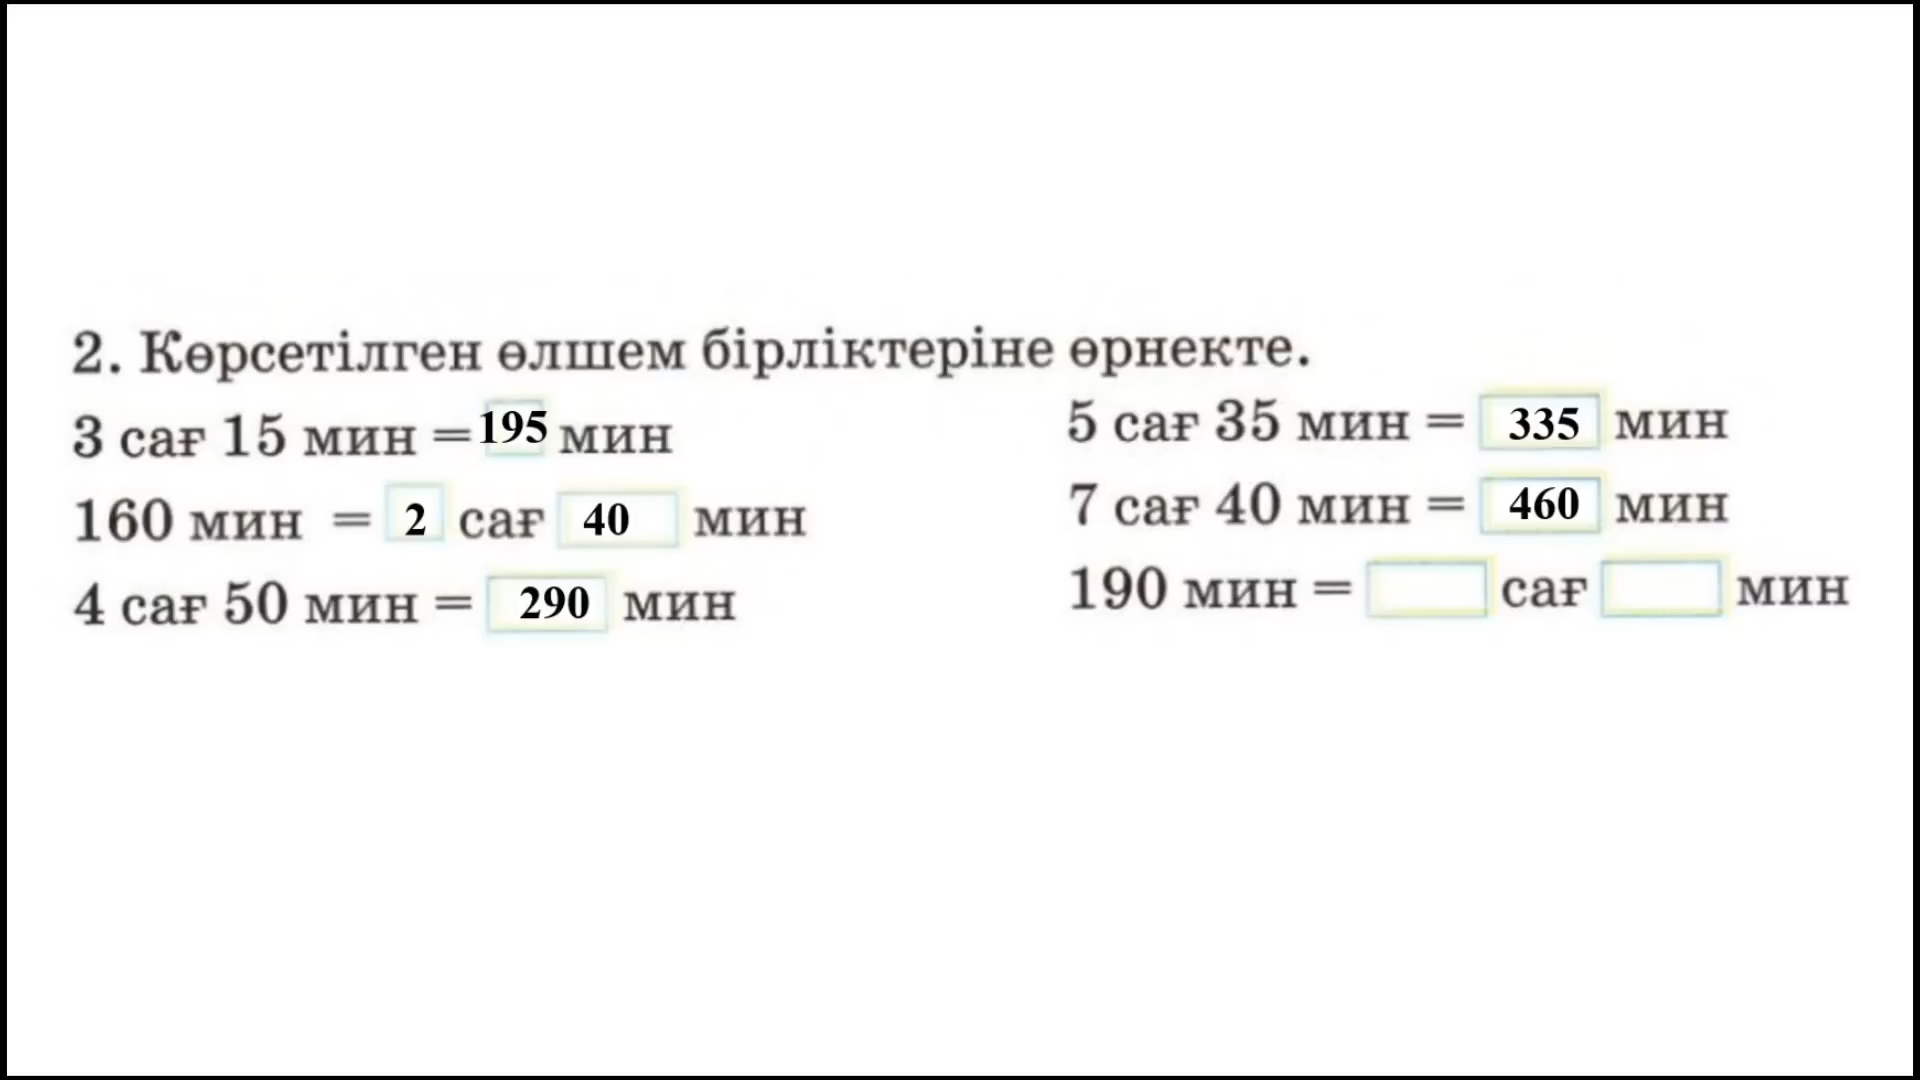 2. Көрсетілген өлшем бірліктеріне өрнекте.
3 сағ 15 мин = 195 мин
160 мин = 2 сағ 40 мин
4 сағ 50 мин = 290 мин
5 сағ 35 мин = 335 мин
7 сағ 40 мин = 460 мин
190 мин = сағ мин